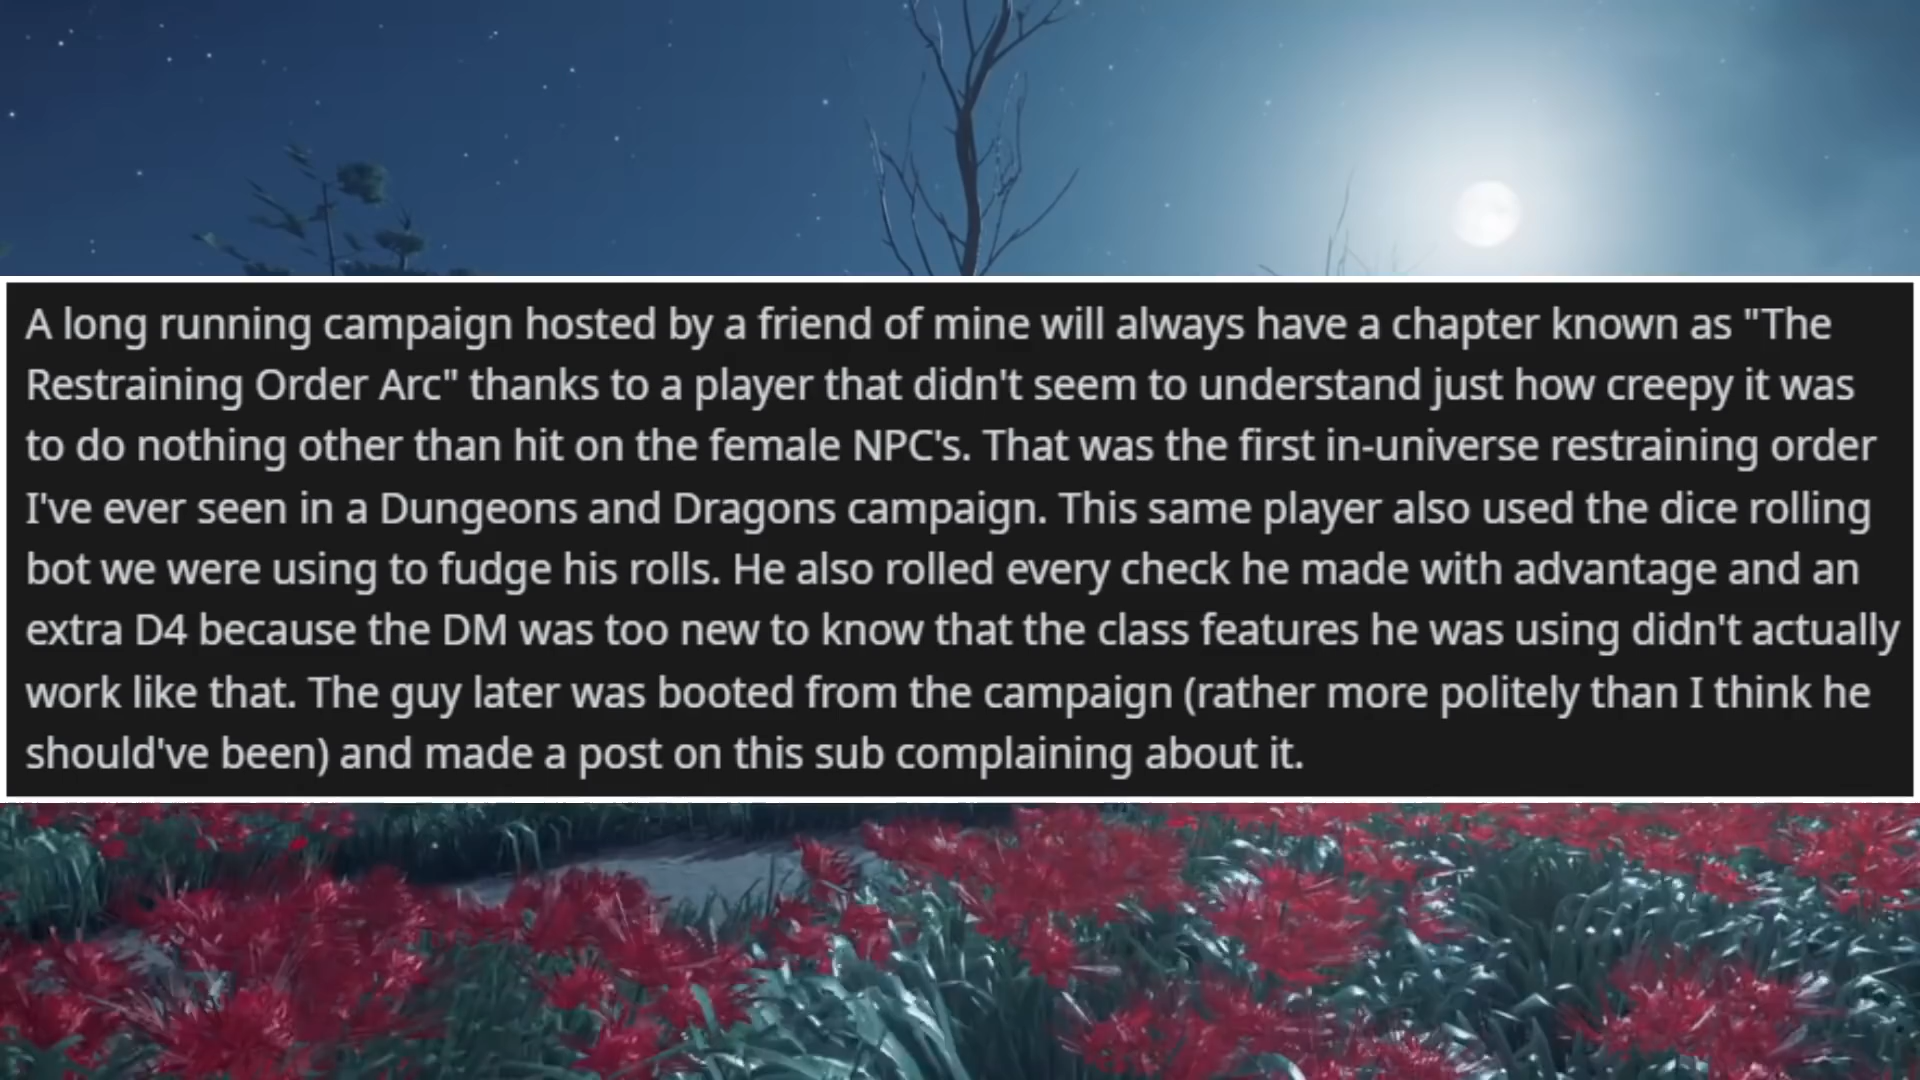 A long running campaign hosted by a friend of mine will always have a chapter known as "The
Restraining Order Arc" thanks to a player that didn't seem to understand just how creepy it was
to do nothing other than hit on the female NPC's. That was the first in-universe restraining order
I've ever seen in a Dungeons and Dragons campaign. This same player also used the dice rolling
bot we were using to fudge his rolls. He also rolled every check he made with advantage and an
extra D4 because the DM was too new to know that the class features he was using didn't actually
work like that. The guy later was booted from the campaign (rather more politely than I think he
should've been) and made a post on this sub complaining about it.